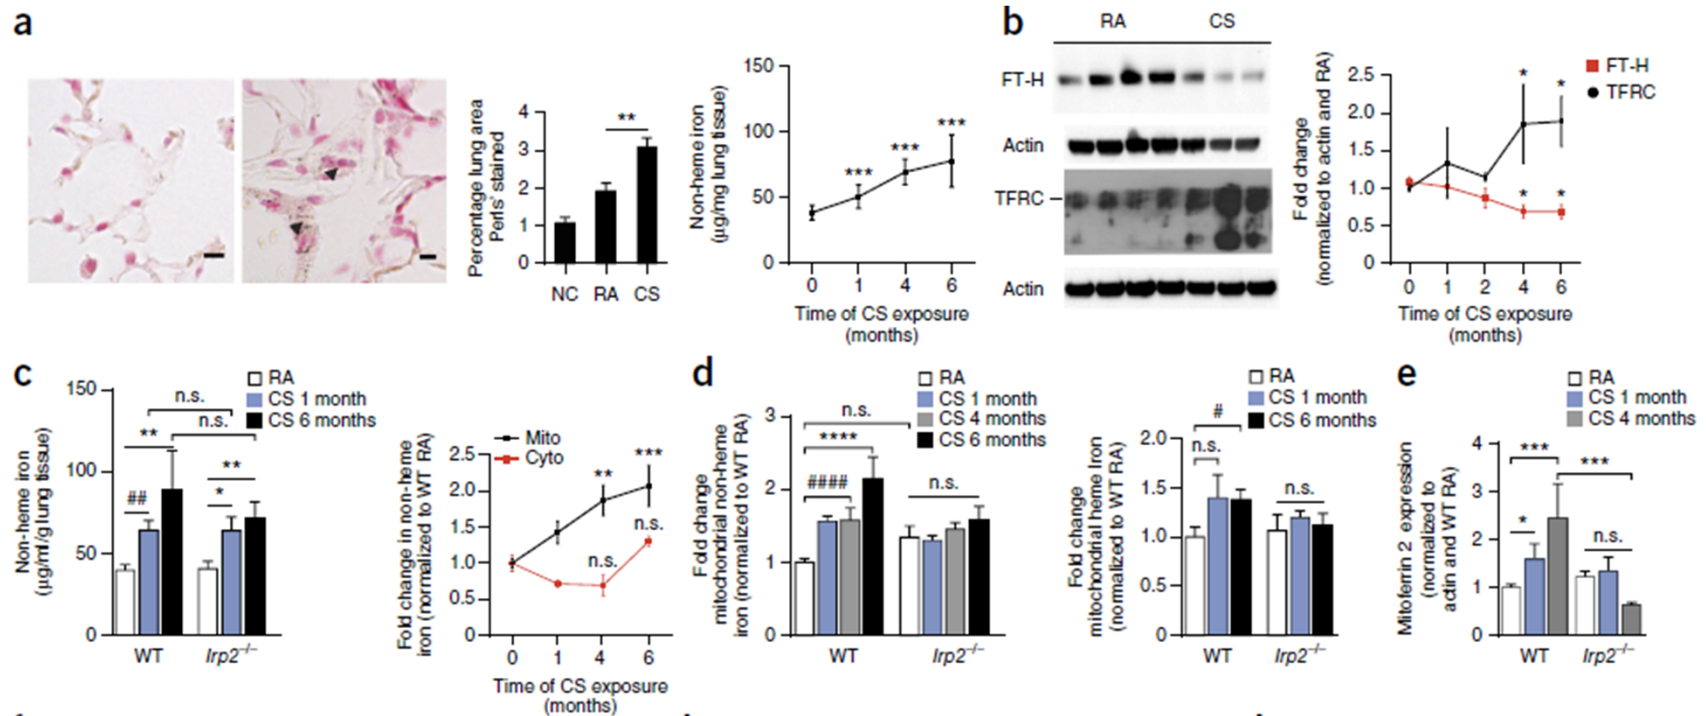 a
Percentage lung area
Perls' stained
4
3
2
1
0
**
NC RA CS
Non-heme iron
(µg/mg lung tissue)
150
100
50
0
***
***
***
0 1 4 6
Time of CS exposure
(months)
b
RA CS
FT-H
Actin
TFRC
Actin
Fold change
(normalized to actin and RA)
2.5
2.0
1.5
1.0
0.5
0
*
*
*
*
FT-H
TFRC
0 1 2 4 6
Time of CS exposure
(months)
c
Non-heme iron
(µg/ml/g lung tissue)
150
100
50
0
RA
CS 1 month
CS 6 months
n.s.
n.s.
**
##
**
*
WT Irp2–/–
Fold change in non-heme
iron (normalized to WT RA)
2.5
2.0
1.5
1.0
0.5
0
Mito
Cyto
**
***
n.s.
n.s.
0 1 4 6
Time of CS exposure
(months)
d
Fold change
mitochondrial non-heme
iron (normalized to WT RA)
3
2
1
0
RA
CS 1 month
CS 4 months
CS 6 months
n.s.
****
####
n.s.
WT Irp2–/–
Fold change
mitochondrial heme Iron
(normalized to WT RA)
2.0
1.5
1.0
0.5
0
RA
CS 1 month
CS 6 months
#
n.s.
n.s.
WT Irp2–/–
e
Mitoferrin 2 expression
(normalized to
actin and WT RA)
4
3
2
1
0
RA
CS 1 month
CS 4 months
***
***
*
n.s.
WT Irp2–/–